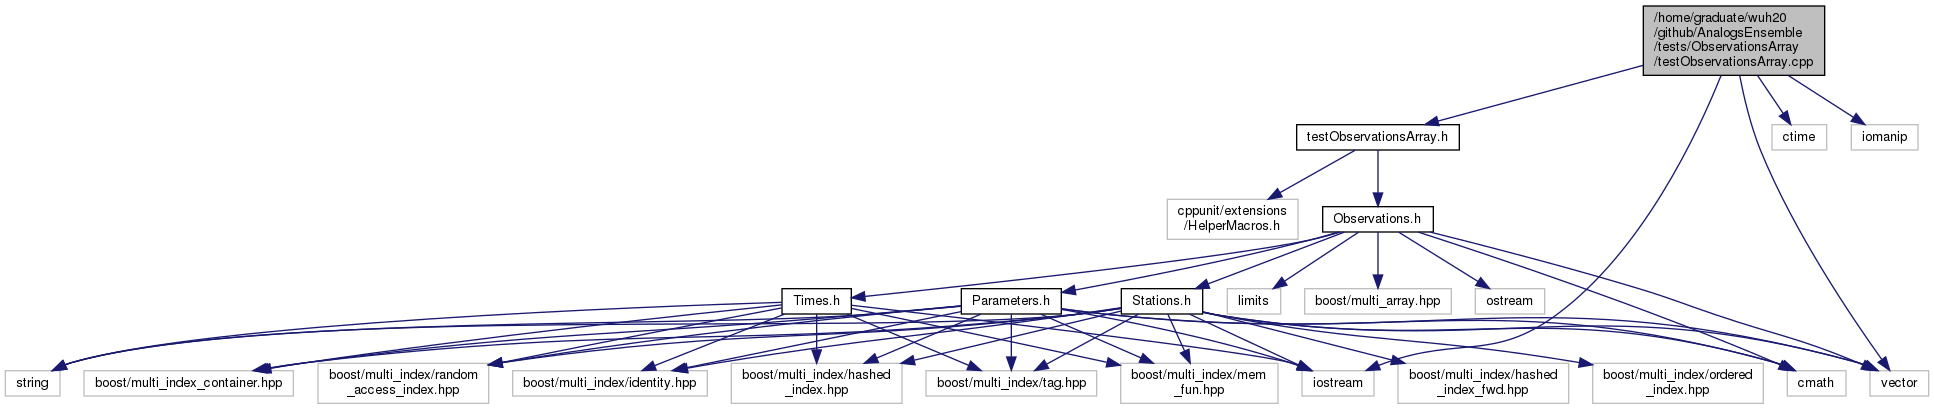 /home/graduate/wuh20
/github/AnalogsEnsemble
/tests/ObservationsArray
/testObservationsArray.cpp
testObservationsArray.h
ctime
iomanip
cppunit/extensions
/HelperMacros.h
Observations.h
Times.h
Parameters.h
Stations.h
limits
boost/multi_array.hpp
ostream
string
boost/multi_index_container.hpp
boost/multi_index/random
_access_index.hpp
boost/multi_index/identity.hpp
boost/multi_index/hashed
_index.hpp
boost/multi_index/tag.hpp
boost/multi_index/mem
_fun.hpp
iostream
boost/multi_index/hashed
_index_fwd.hpp
boost/multi_index/ordered
_index.hpp
cmath
vector